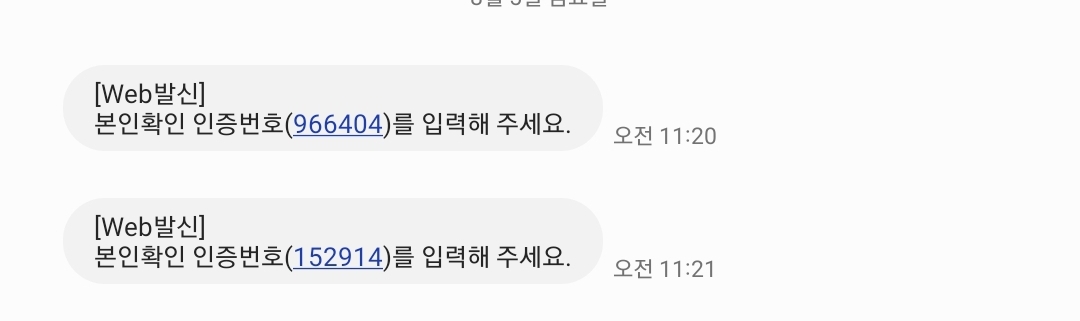 [Web발신]
본인확인 인증번호(966404)를 입력해 주세요.
오전 11:20
[Web발신]
본인확인 인증번호(152914)를 입력해 주세요.
오전 11:21